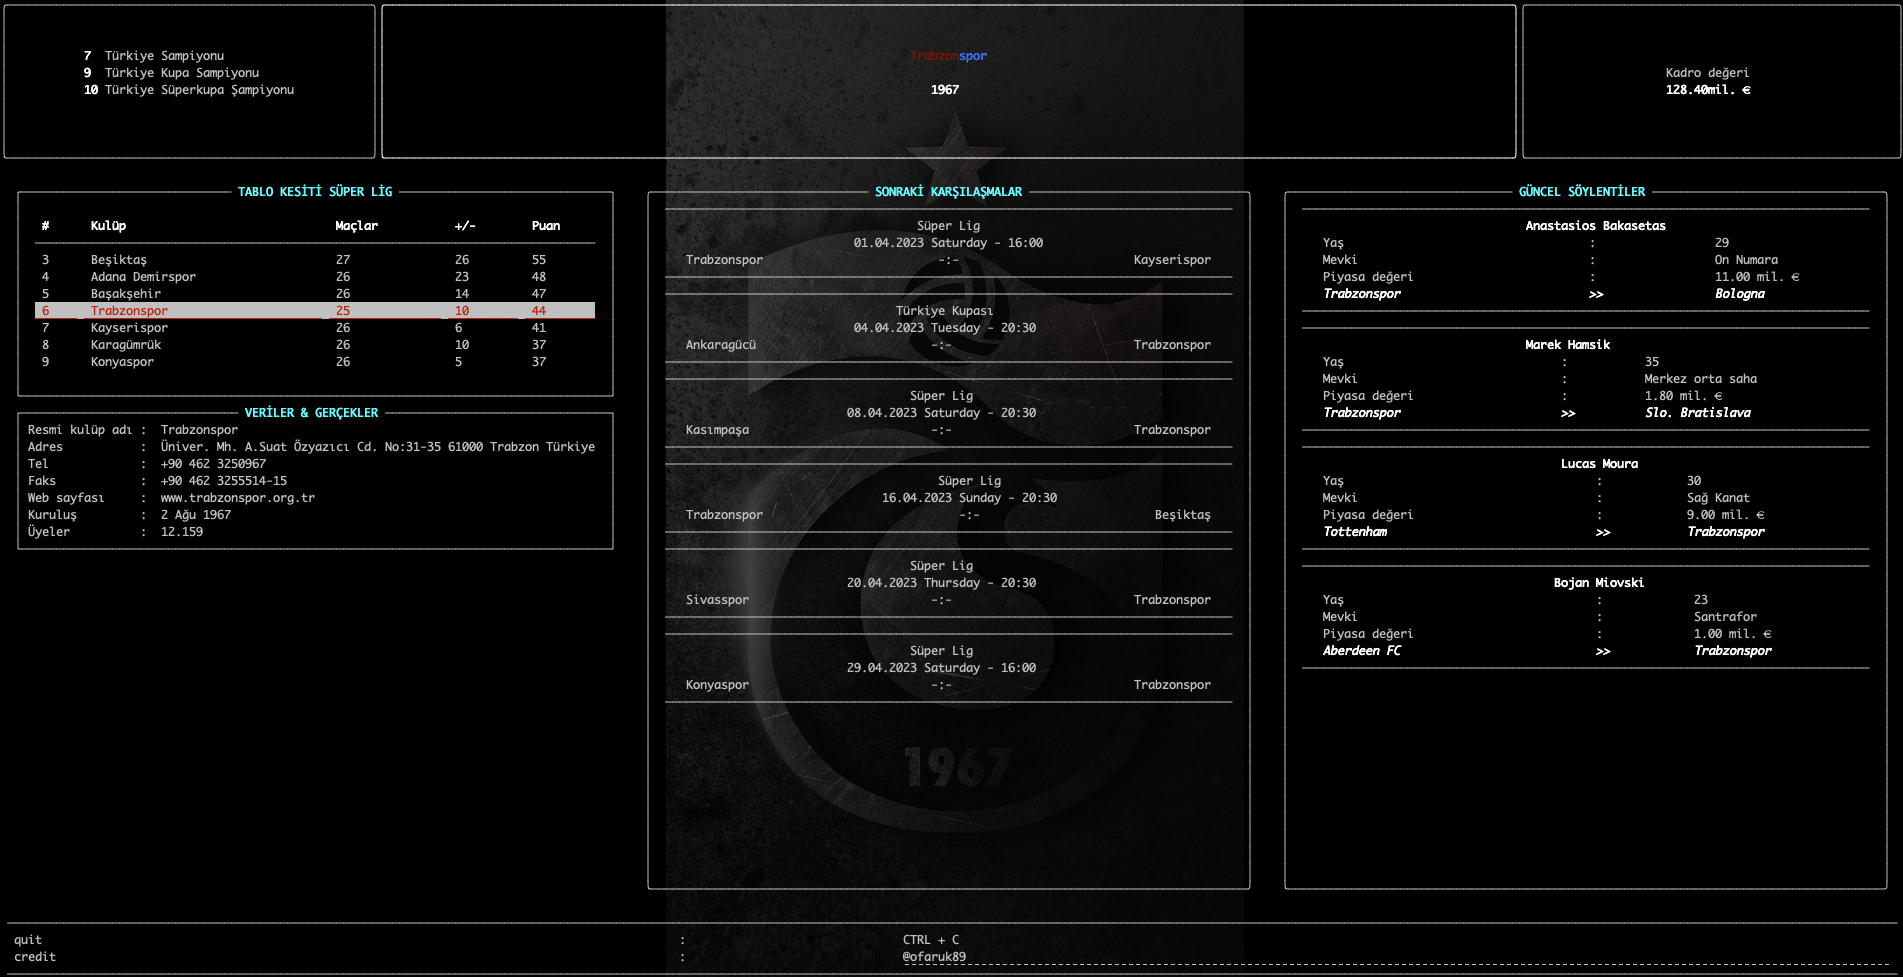 7 Türkiye Sampiyonu
9 Türkiye Kupa Sampiyonu
10 Türkiye Süperkupa Şampiyonu
Trabzonspor
1967
Kadro değeri
128.40mil. €
TABLO KESİTİ SÜPER LİG
# Kulüp Maçlar +/- Puan
3 Beşiktaş 27 26 55
4 Adana Demirspor 26 23 48
5 Başakşehir 26 14 47
6 Trabzonspor 25 10 44
7 Kayserispor 26 6 41
8 Karagümrük 26 10 37
9 Konyaspor 26 5 37
VERİLER & GERÇEKLER
Resmi kulüp adı : Trabzonspor
Adres : Üniver. Mh. A.Suat Özyazıcı Cd. No:31-35 61000 Trabzon Türkiye
Tel : +90 462 3250967
Faks : +90 462 3255514-15
Web sayfası : www.trabzonspor.org.tr
Kuruluş : 2 Ağu 1967
Üyeler : 12.159
SONRAKİ KARŞILAŞMALAR
Süper Lig
01.04.2023 Saturday - 16:00
Trabzonspor -:- Kayserispor
Türkiye Kupası
04.04.2023 Tuesday - 20:30
Ankaragücü -:- Trabzonspor
Süper Lig
08.04.2023 Saturday - 20:30
Kasımpaşa -:- Trabzonspor
Süper Lig
16.04.2023 Sunday - 20:30
Trabzonspor -:- Beşiktaş
Süper Lig
20.04.2023 Thursday - 20:30
Sivasspor -:- Trabzonspor
Süper Lig
29.04.2023 Saturday - 16:00
Konyaspor -:- Trabzonspor
1967
GÜNCEL SÖYLENTİLER
Anastasios Bakasetas
Yaş : 29
Mevki : On Numara
Piyasa değeri : 11.00 mil. €
Trabzonspor >> Bologna
Marek Hamsik
Yaş : 35
Mevki : Merkez orta saha
Piyasa değeri : 1.80 mil. €
Trabzonspor >> Slo. Bratislava
Lucas Moura
Yaş : 30
Mevki : Sağ Kanat
Piyasa değeri : 9.00 mil. €
Tottenham >> Trabzonspor
Bojan Miovski
Yaş : 23
Mevki : Santrafor
Piyasa değeri : 1.00 mil. €
Aberdeen FC >> Trabzonspor
quit : CTRL + C
credit : @ofaruk89